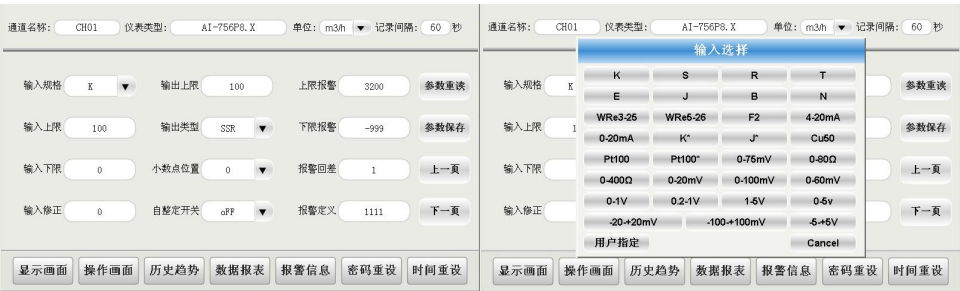 通道名称: CH01 仪表类型: AI-756P8.X 单位: m3/h 记录间隔: 60 秒
输入规格 K 输出上限 100 上限报警 3200 参数重读
输入上限 100 输出类型 SSR 下限报警 -999 参数保存
输入下限 0 小数点位置 0 报警回差 1 上一页
输入修正 0 自整定开关 oFF 报警定义 1111 下一页
显示画面 操作画面 历史趋势 数据报表 报警信息 密码重设 时间重设
通道名称: CH01 仪表类型: AI-756P8.X 单位: m3/h 记录间隔: 60 秒
输入选择
输入规格 K 参数重读
输入上限 1 参数保存
输入下限 上一页
输入修正 下一页
K S R T
E J B N
WRe3-25 WRe5-26 F2 4-20mA
0-20mA K* J* Cu50
Pt100 Pt100* 0-75mV 0-80Ω
0-400Ω 0-20mV 0-100mV 0-60mV
0-1V 0.2-1V 1-5V 0-5v
-20-+20mV -100-+100mV -5-+5V
用户指定 Cancel
显示画面 操作画面 历史趋势 数据报表 报警信息 密码重设 时间重设